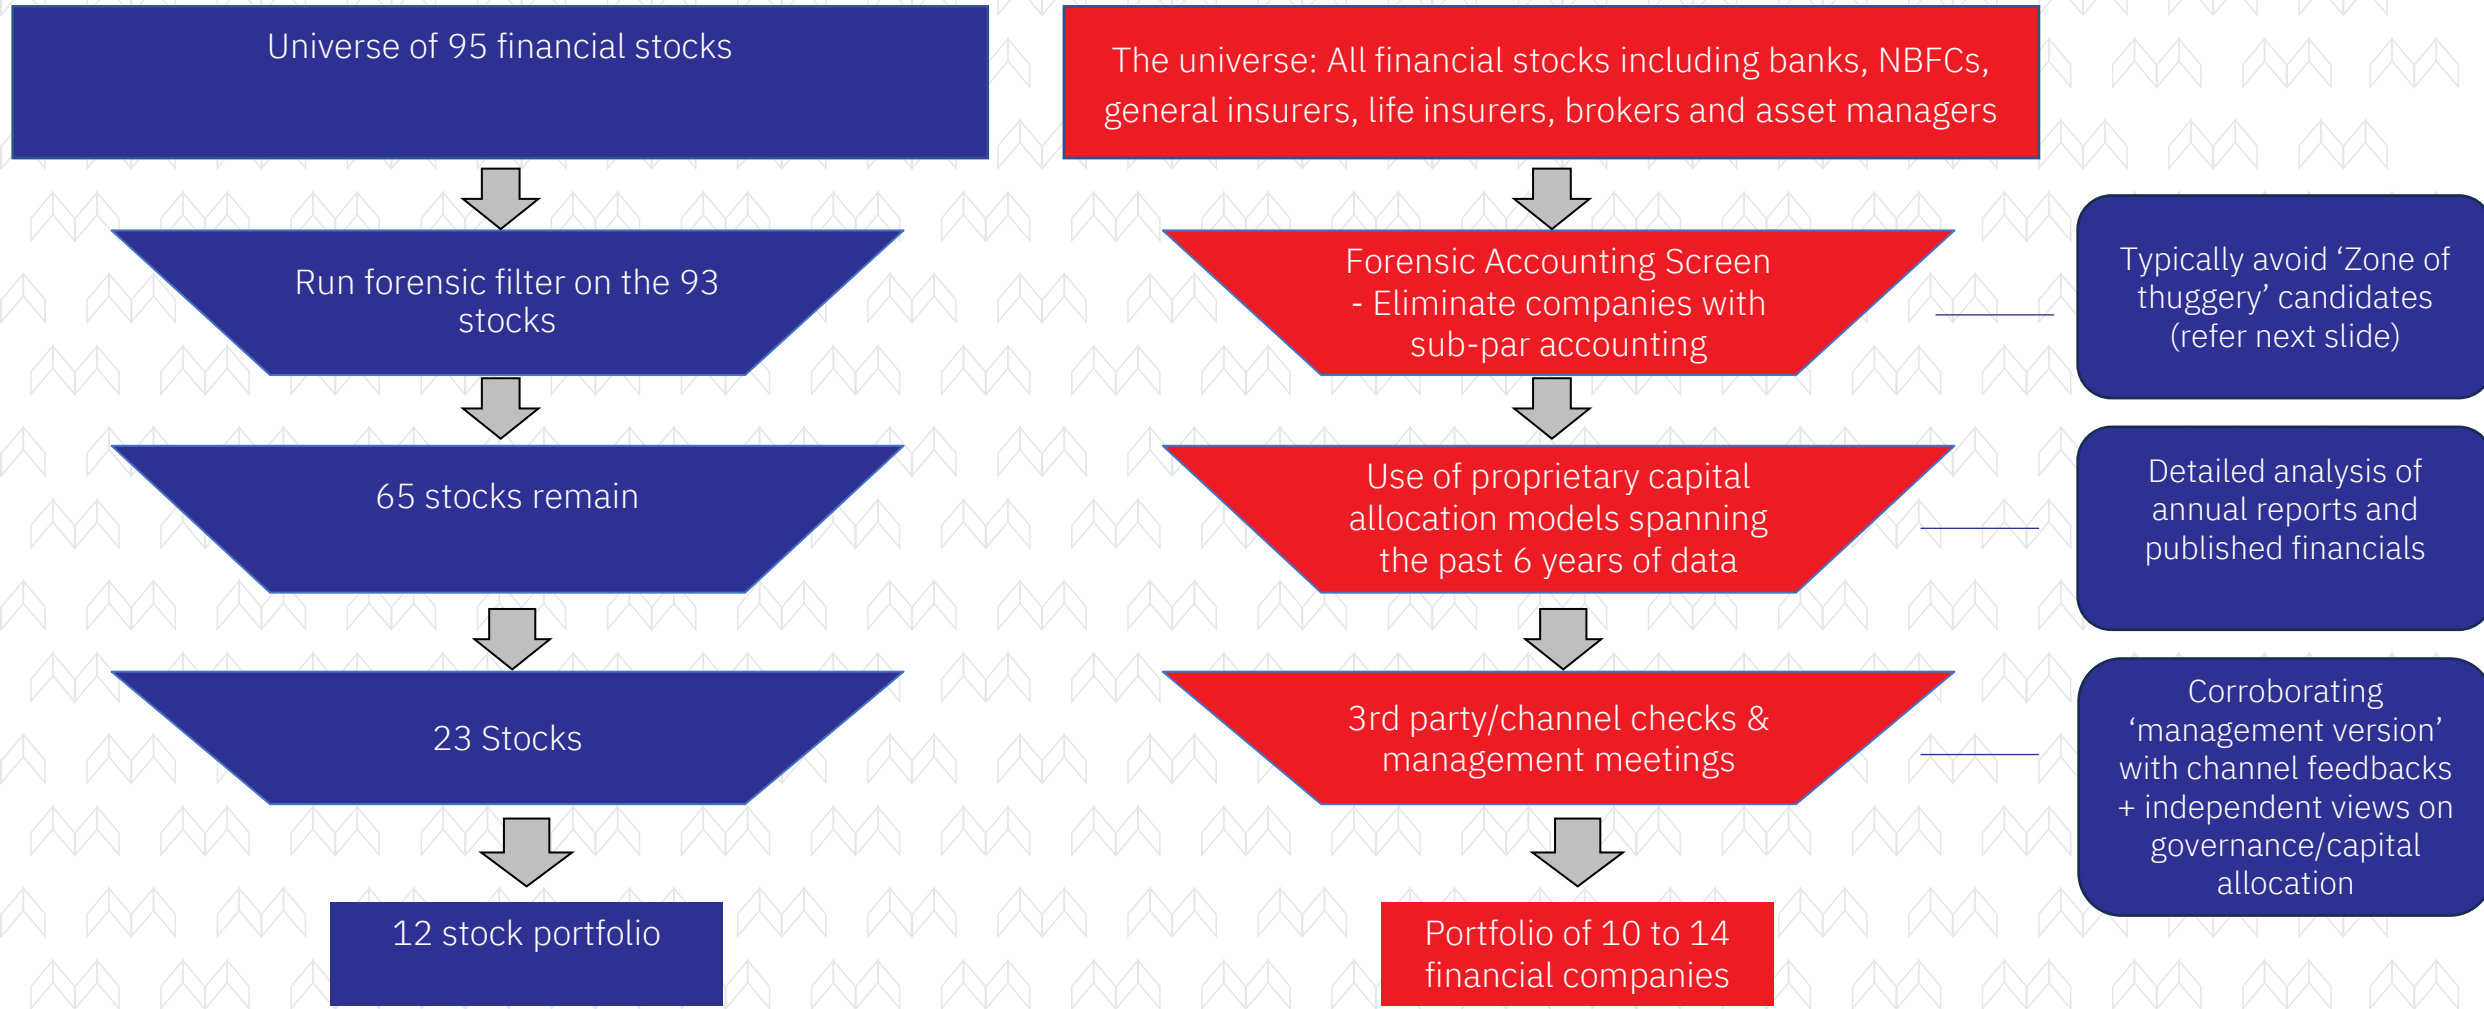 Universe of 95 financial stocks
Run forensic filter on the 93
stocks
65 stocks remain
23 Stocks
12 stock portfolio
The universe: All financial stocks including banks, NBFCs,
general insurers, life insurers, brokers and asset managers
Forensic Accounting Screen
- Eliminate companies with
sub-par accounting
Use of proprietary capital
allocation models spanning
the past 6 years of data
3rd party/channel checks &
management meetings
Portfolio of 10 to 14
financial companies
Typically avoid ‘Zone of
thuggery’ candidates
(refer next slide)
Detailed analysis of
annual reports and
published financials
Corroborating
‘management version’
with channel feedbacks
+ independent views on
governance/capital
allocation